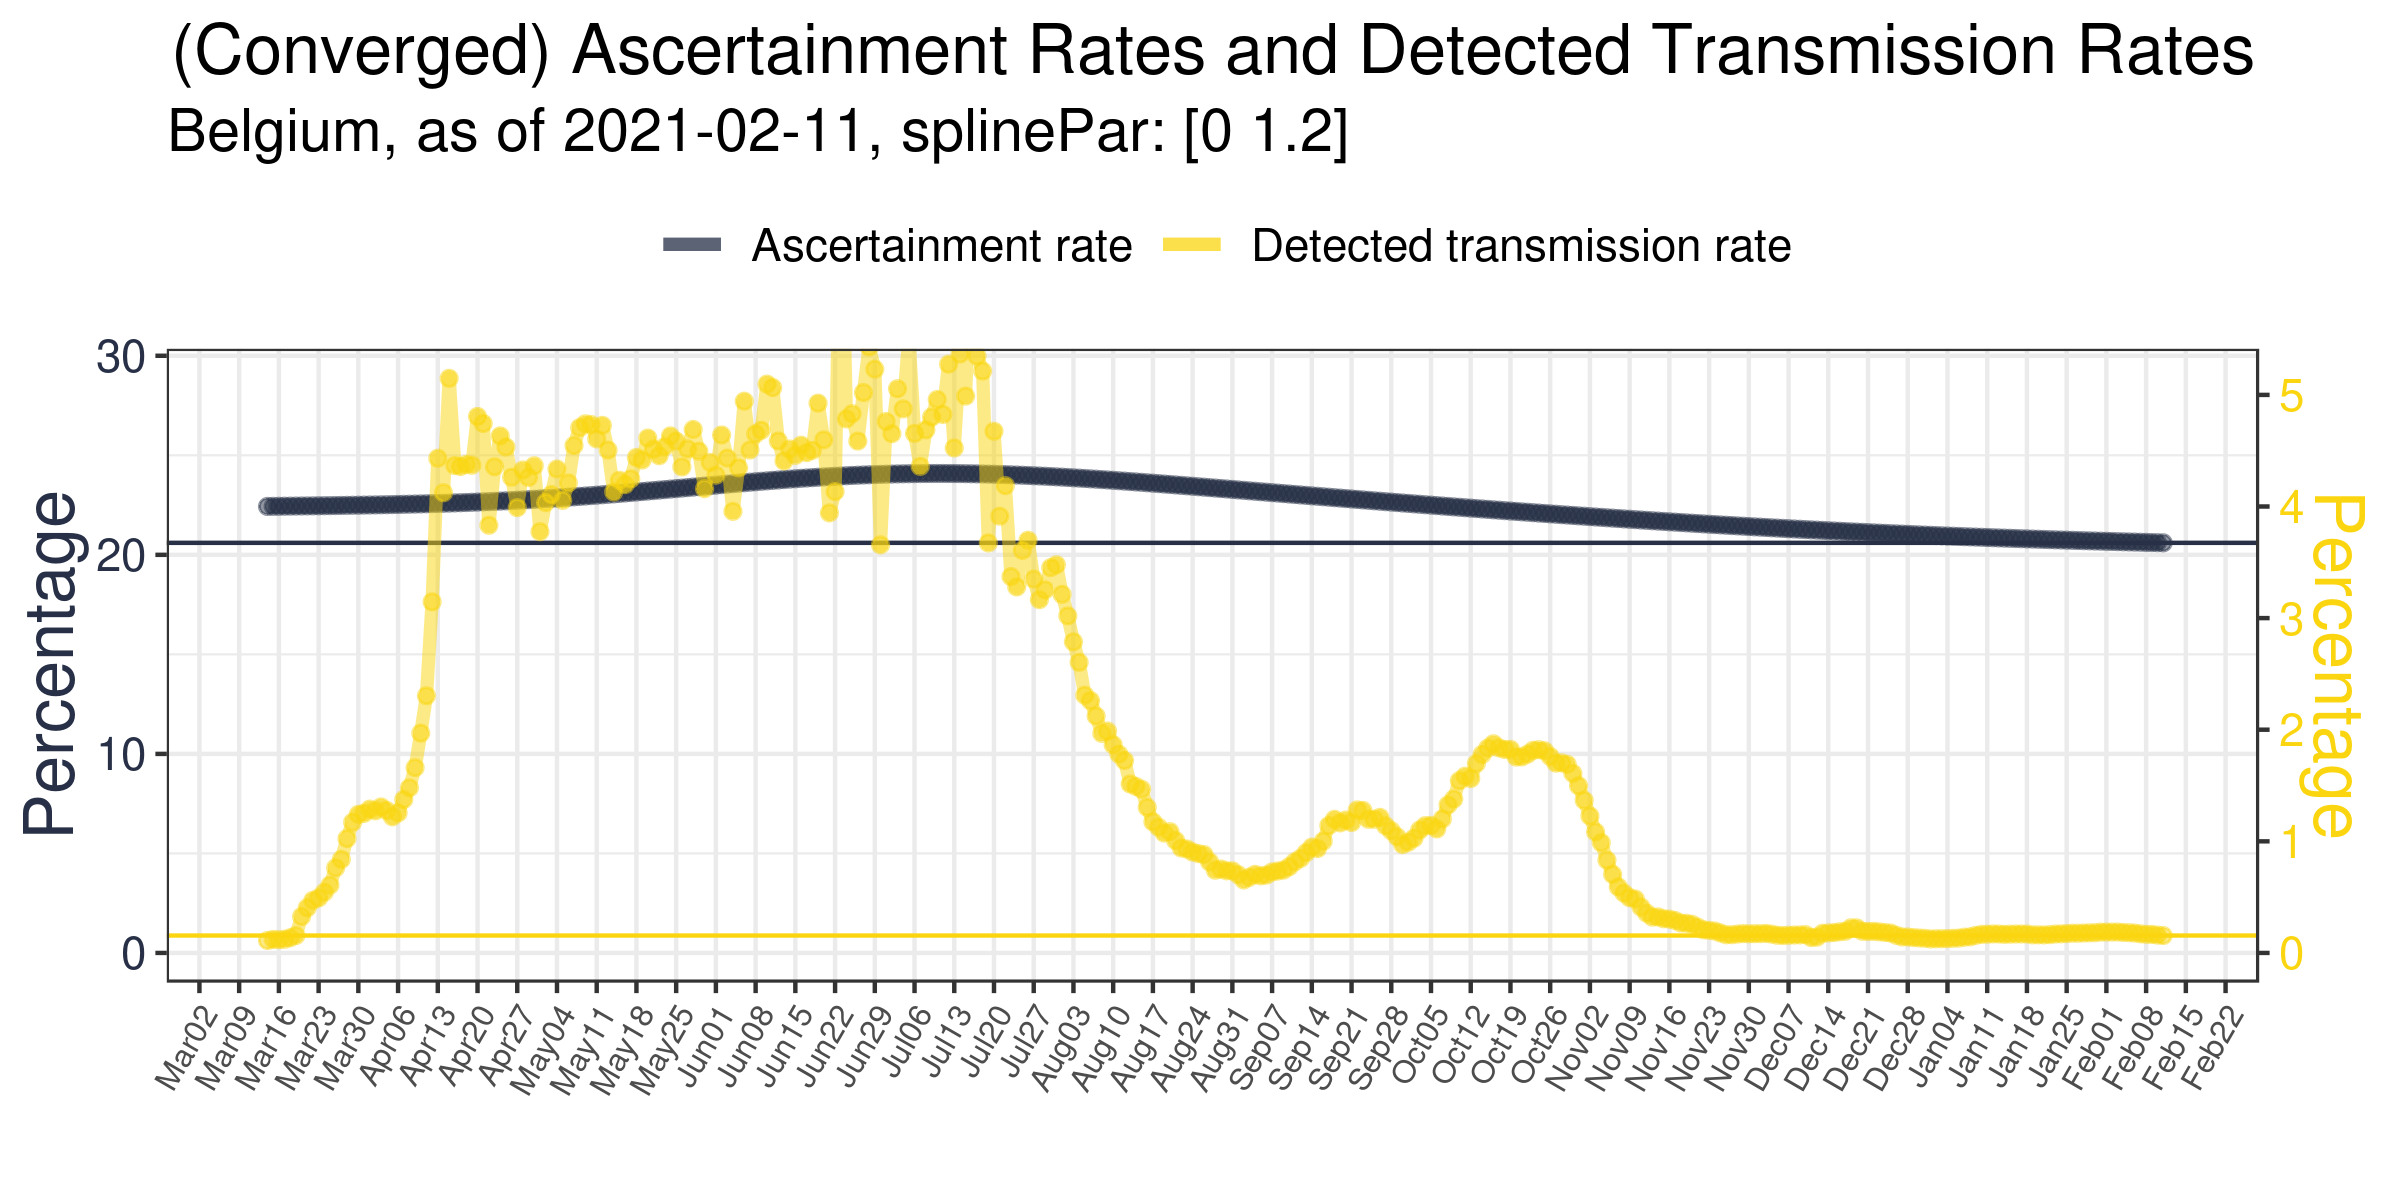 (Converged) Ascertainment Rates and Detected Transmission Rates
Belgium, as of 2021-02-11, splinePar: [0 1.2]
Ascertainment rate
Detected transmission rate
Percentage
30
20
10
0
5
4
3
2
1
0
Percentage
Mar02
Mar09
Mar16
Mar23
Mar30
Apr06
Apr13
Apr20
Apr27
May04
May11
May18
May25
Jun01
Jun08
Jun15
Jun22
Jun29
Jul06
Jul13
Jul20
Jul27
Aug03
Aug10
Aug17
Aug24
Aug31
Sep07
Sep14
Sep21
Sep28
Oct05
Oct12
Oct19
Oct26
Nov02
Nov09
Nov16
Nov23
Nov30
Dec07
Dec14
Dec21
Dec28
Jan04
Jan11
Jan18
Jan25
Feb01
Feb08
Feb15
Feb22